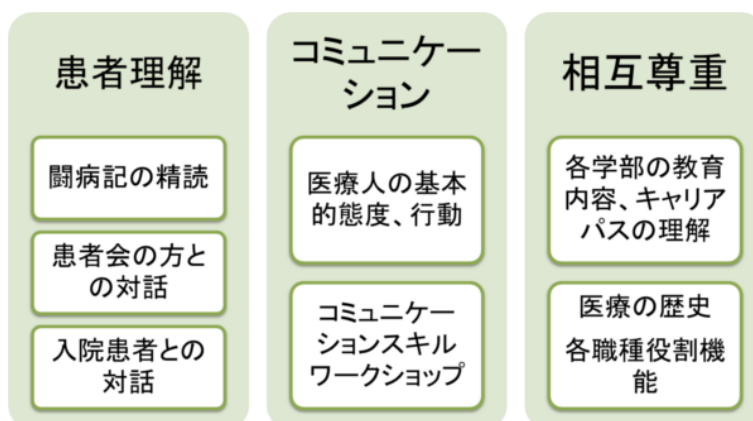 患者理解
闘病記の精読
患者会の方と
の対話
入院患者との
対話
コミュニケー
ション
医療人の基本
的態度、行動
コミュニケー
ションスキル
ワークショップ
相互尊重
各学部の教育
内容、キャリア
パスの理解
医療の歴史
各職種役割機
能